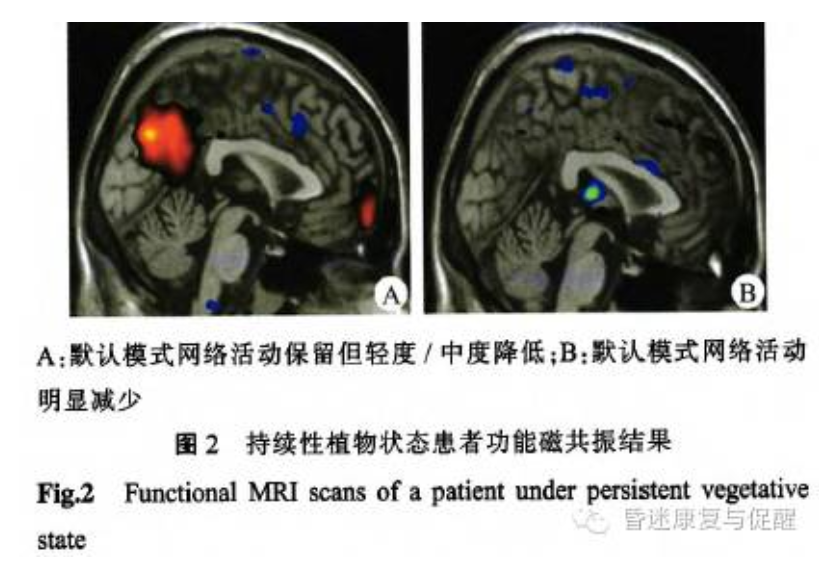 A
B
A:默认模式网络活动保留但轻度/中度降低;B:默认模式网络活动
明显减少
图2 持续性植物状态患者功能磁共振结果
Fig.2 Functional MRI scans of a patient under persistent vegetative
state
昏迷康复与促醒